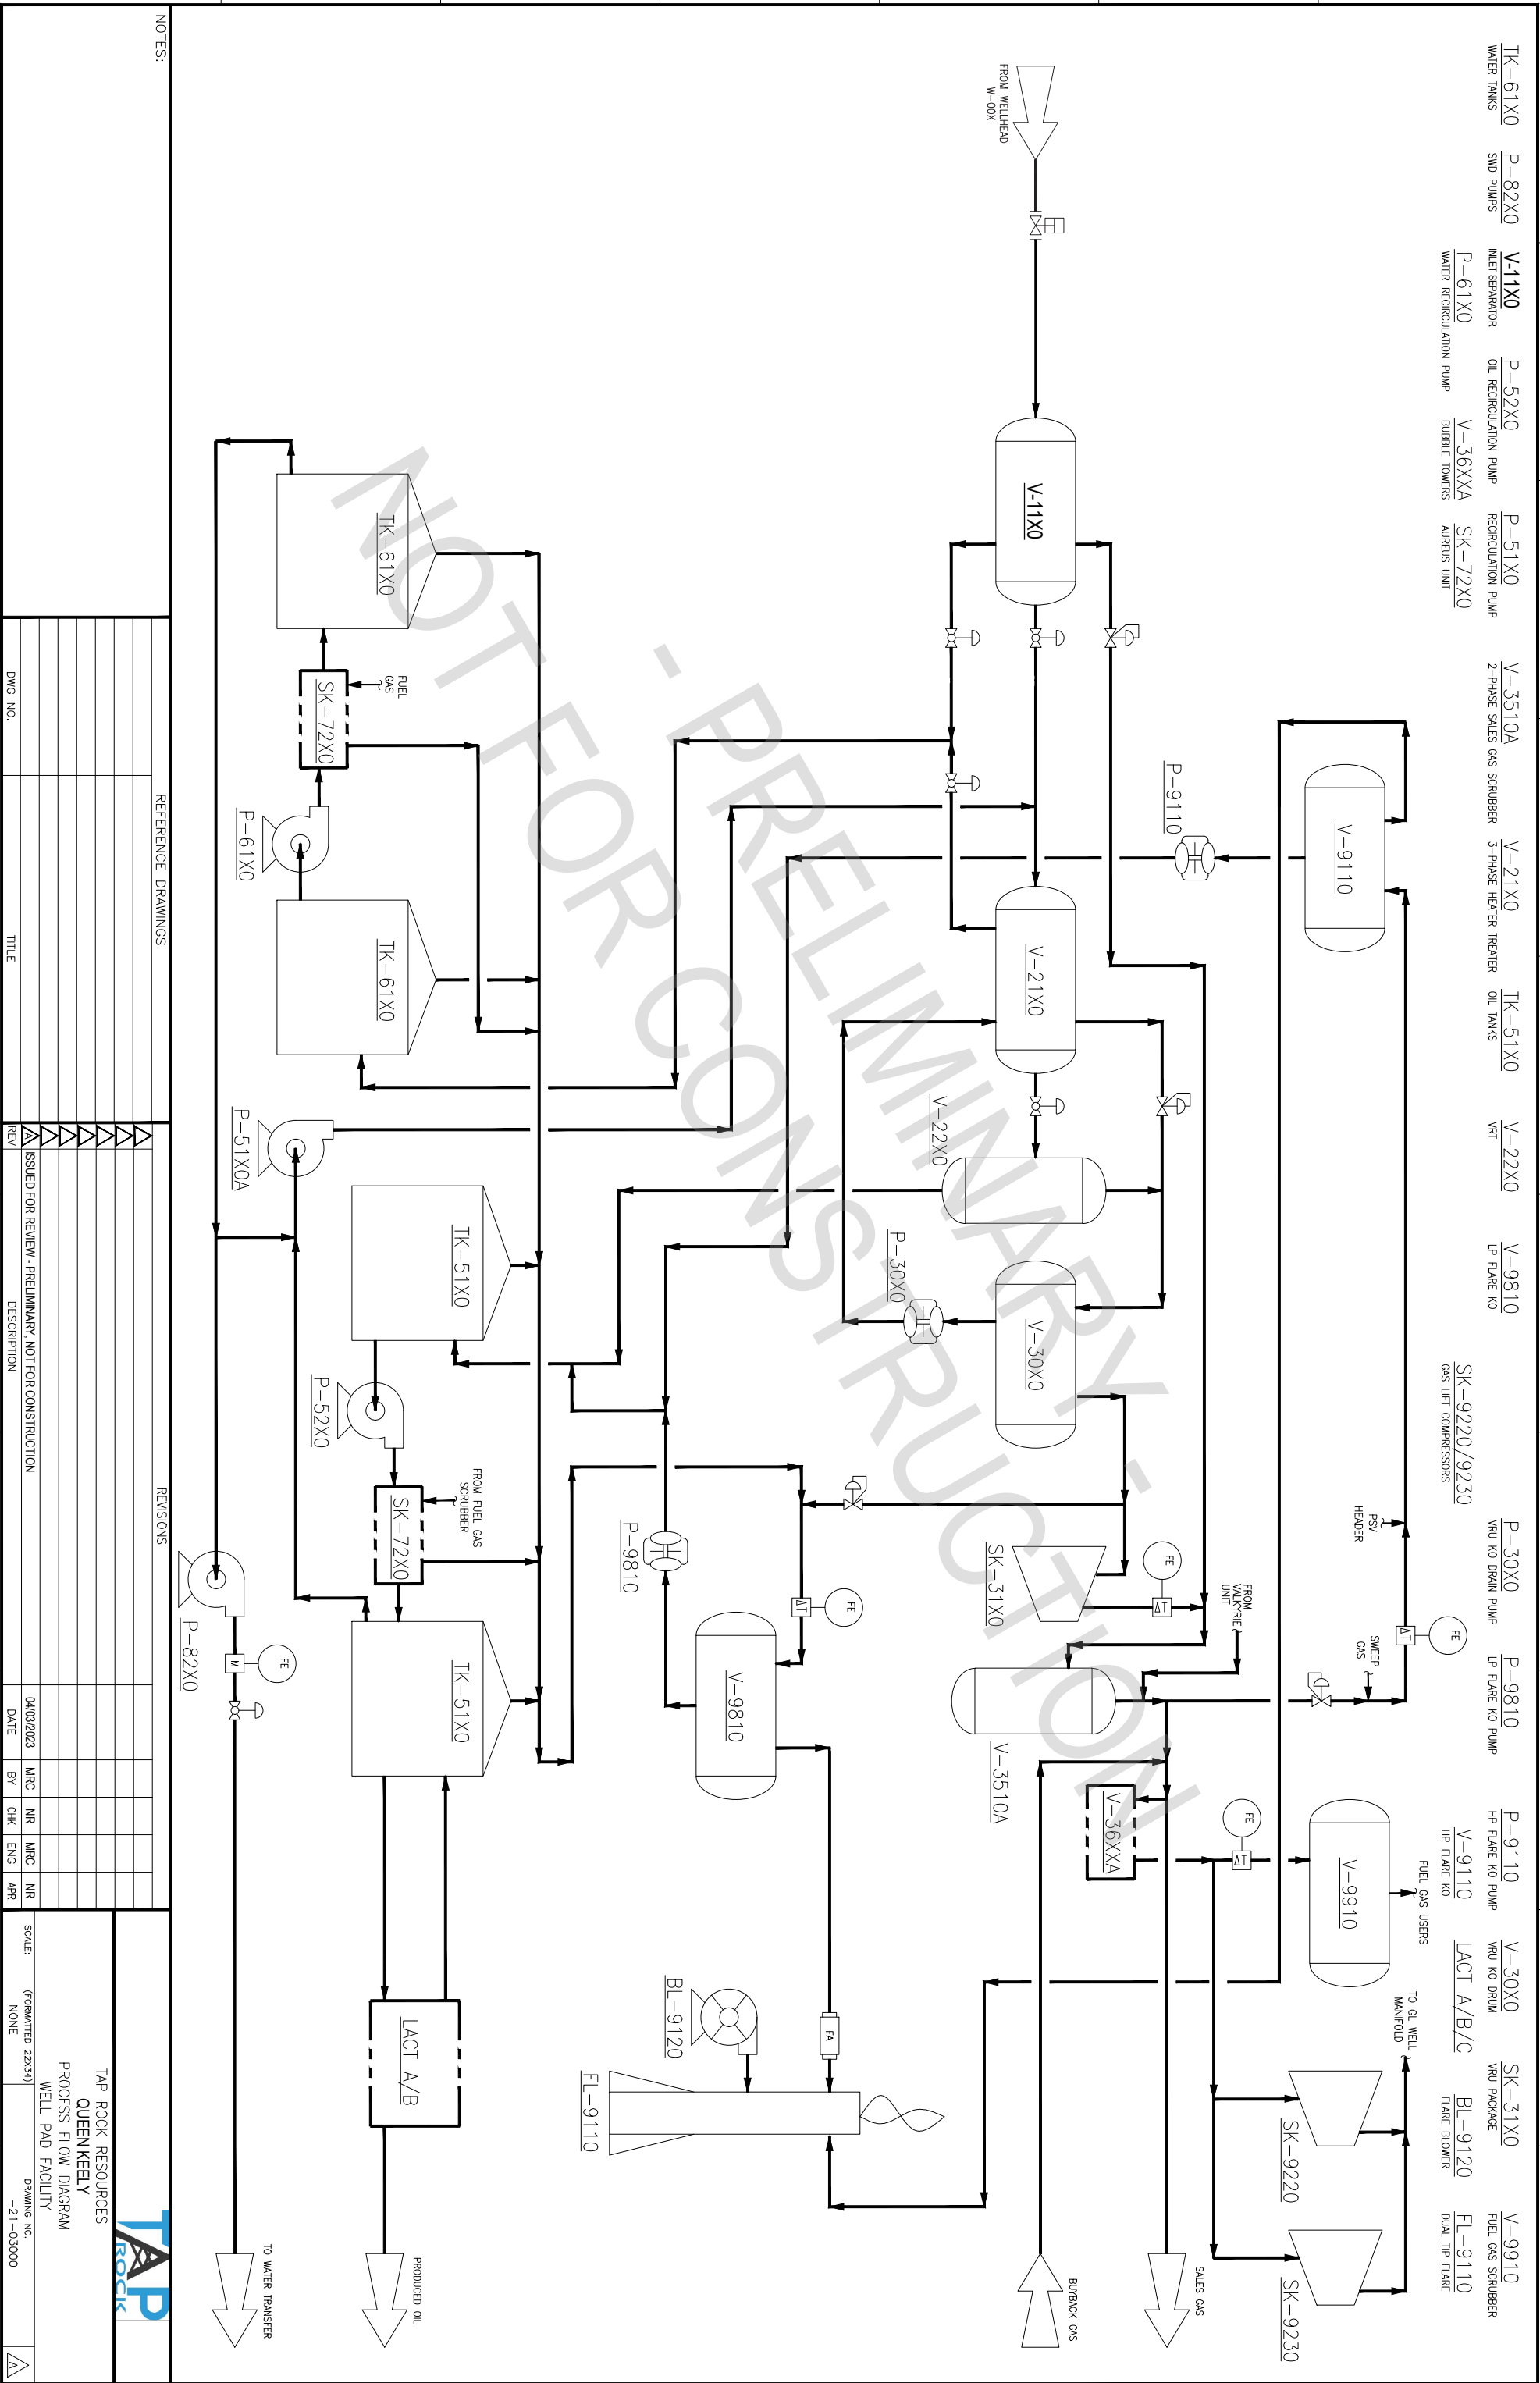 TK-61X0
WATER TANKS
P-82X0
SWD PUMPS
V-11X0
INLET SEPARATOR
P-52X0
OIL RECIRCULATION PUMP
P-51X0
RECIRCULATION PUMP
V-3510A
2-PHASE SALES GAS SCRUBBER
V-21X0
3-PHASE HEATER TREATER
TK-51X0
OIL TANKS
V-22X0
VRT
V-9810
LP FLARE KO
SK-9220/9230
GAS LIFT COMPRESSORS
P-30X0
VRU KO DRAIN PUMP
P-9810
LP FLARE KO PUMP
P-9110
HP FLARE KO PUMP
V-30X0
VRU KO DRUM
SK-31X0
VRU PACKAGE
V-9910
FUEL GAS SCRUBBER
P-61X0
WATER RECIRCULATION PUMP
V-36XXA
BUBBLE TOWERS
SK-72X0
AUREUS UNIT
V-9110
HP FLARE KO
LACT A/B/C
BL-9120
FLARE BLOWER
FL-9110
DUAL TIP FLARE
FROM WELLHEAD
W-00X
V-11X0
V-9110
P-9110
PSV
HEADER
SWEEP
GAS
FE
ΔT
FUEL GAS USERS
V-9910
FE
ΔT
TO GL WELL
MANIFOLD
SK-9220
SK-9230
V-21X0
V-22X0
V-30X0
P-30X0
SK-31X0
FE
ΔT
FROM
VALKYRIE
UNIT
V-3510A
V-36XXA
SALES GAS
BUYBACK GAS
FE
ΔT
V-9810
P-9810
FA
BL-9120
FL-9110
TK-61X0
FUEL
GAS
SK-72X0
P-61X0
TK-61X0
P-51X0A
TK-51X0
P-52X0
FROM FUEL GAS
SCRUBBER
SK-72X0
TK-51X0
LACT A/B
PRODUCED OIL
P-82X0
FE
M
TO WATER TRANSFER
- PRELIMINARY -
NOT FOR CONSTRUCTION
NOTES:
REFERENCE DRAWINGS
DWG NO.
TITLE
REVISIONS
A
ISSUED FOR REVIEW - PRELIMINARY, NOT FOR CONSTRUCTION
04/03/2023
MRC
NR
MRC
NR
REV
DESCRIPTION
DATE
BY
CHK
ENG
APR
TAP
ROCK
TAP ROCK RESOURCES
QUEEN KEELY
PROCESS FLOW DIAGRAM
WELL PAD FACILITY
SCALE:
(FORMATTED 22X34)
NONE
DRAWING NO.
-21-03000
A